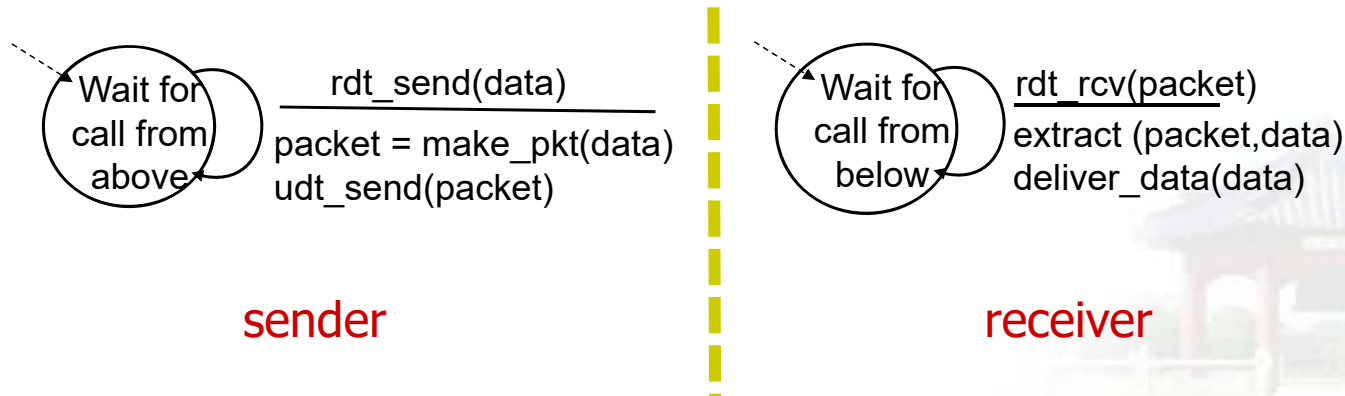 Wait for
call from
above
rdt_send(data)
packet = make_pkt(data)
udt_send(packet)
sender
Wait for
call from
below
rdt_rcv(packet)
extract (packet,data)
deliver_data(data)
receiver